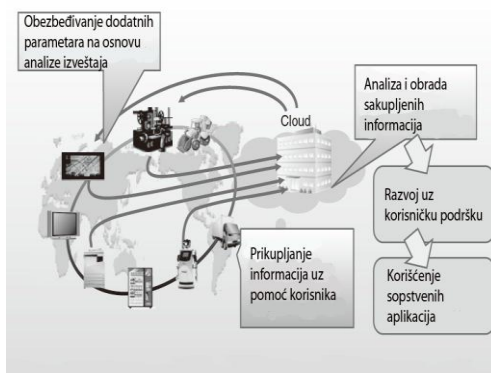 Obezbeđivanje dodatnih
parametara na osnovu
analize izveštaja
Cloud
Analiza i obrada
sakupljenih
informacija
Razvoj uz
korisničku podršku
Prikupljanje
informacija uz
pomoć korisnika
Korišćenje
sopstvenih
aplikacija